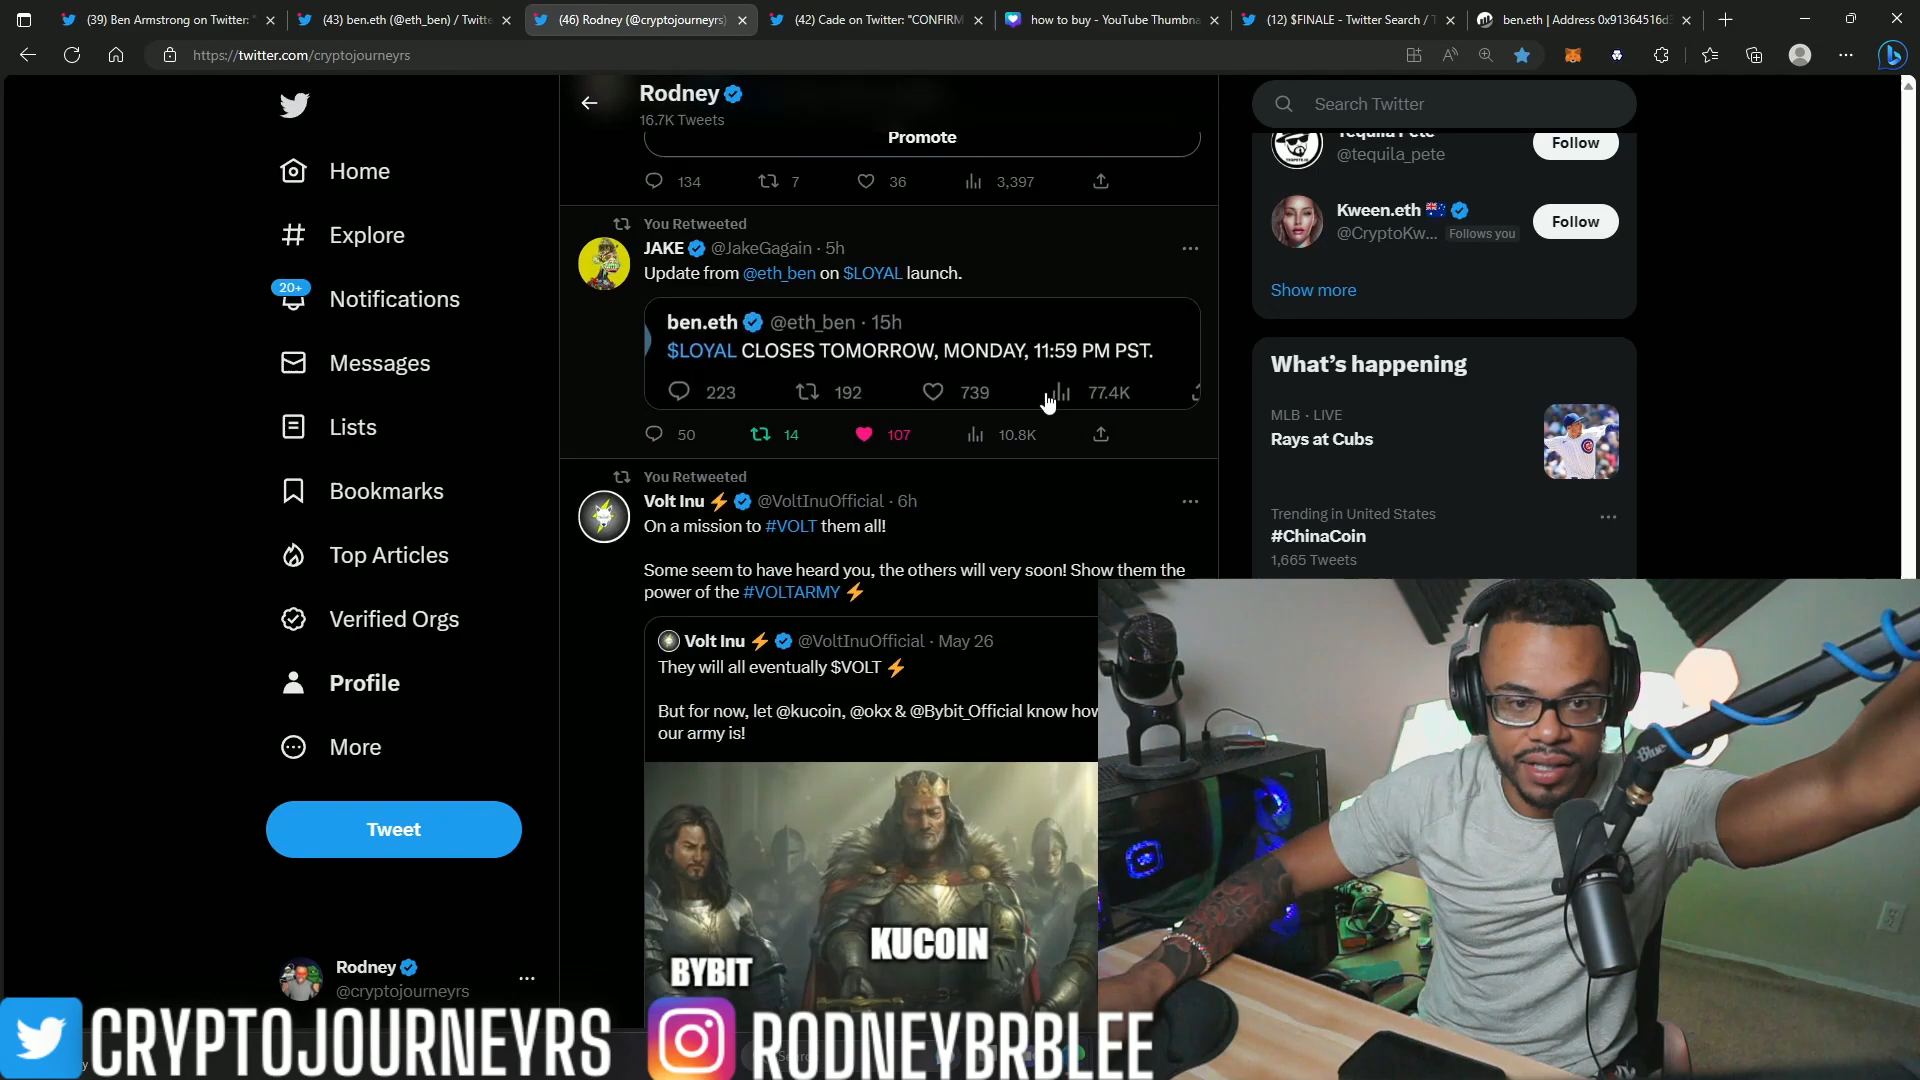 (39) Ben Armstrong on Twitter: "
(43) ben.eth (@eth_ben) / Twitte
(46) Rodney (@cryptojourneyrs)
(42) Cade on Twitter: "CONFIRM
how to buy - YouTube Thumbna
(12) $FINALE - Twitter Search / T
ben.eth | Address 0x91364516d3
https://twitter.com/cryptojourneyrs
Rodney
16.7K Tweets
Promote
134
7
36
3,397
You Retweeted
JAKE @JakeGagain · 5h
Update from @eth_ben on $LOYAL launch.
ben.eth @eth_ben · 15h
$LOYAL CLOSES TOMORROW, MONDAY, 11:59 PM PST.
223
192
739
77.4K
50
14
107
10.8K
You Retweeted
Volt Inu @VoltInuOfficial · 6h
On a mission to #VOLT them all!
Some seem to have heard you, the others will very soon! Show them the
power of the #VOLTARMY
Volt Inu @VoltInuOfficial · May 26
They will all eventually $VOLT
But for now, let @kucoin, @okx & @Bybit_Official know how
our army is!
BYBIT
KUCOIN
Home
Explore
20+
Notifications
Messages
Lists
Bookmarks
Top Articles
Verified Orgs
Profile
More
Tweet
Rodney
@cryptojourneyrs
Search Twitter
Tequila Pete
@tequila_pete
Follow
Kween.eth
@CryptoKw... Follows you
Follow
Show more
What's happening
MLB · LIVE
Rays at Cubs
Trending in United States
#ChinaCoin
1,665 Tweets
Blue
CRYPTOJOURNEYRS
RODNEYBRBLEE